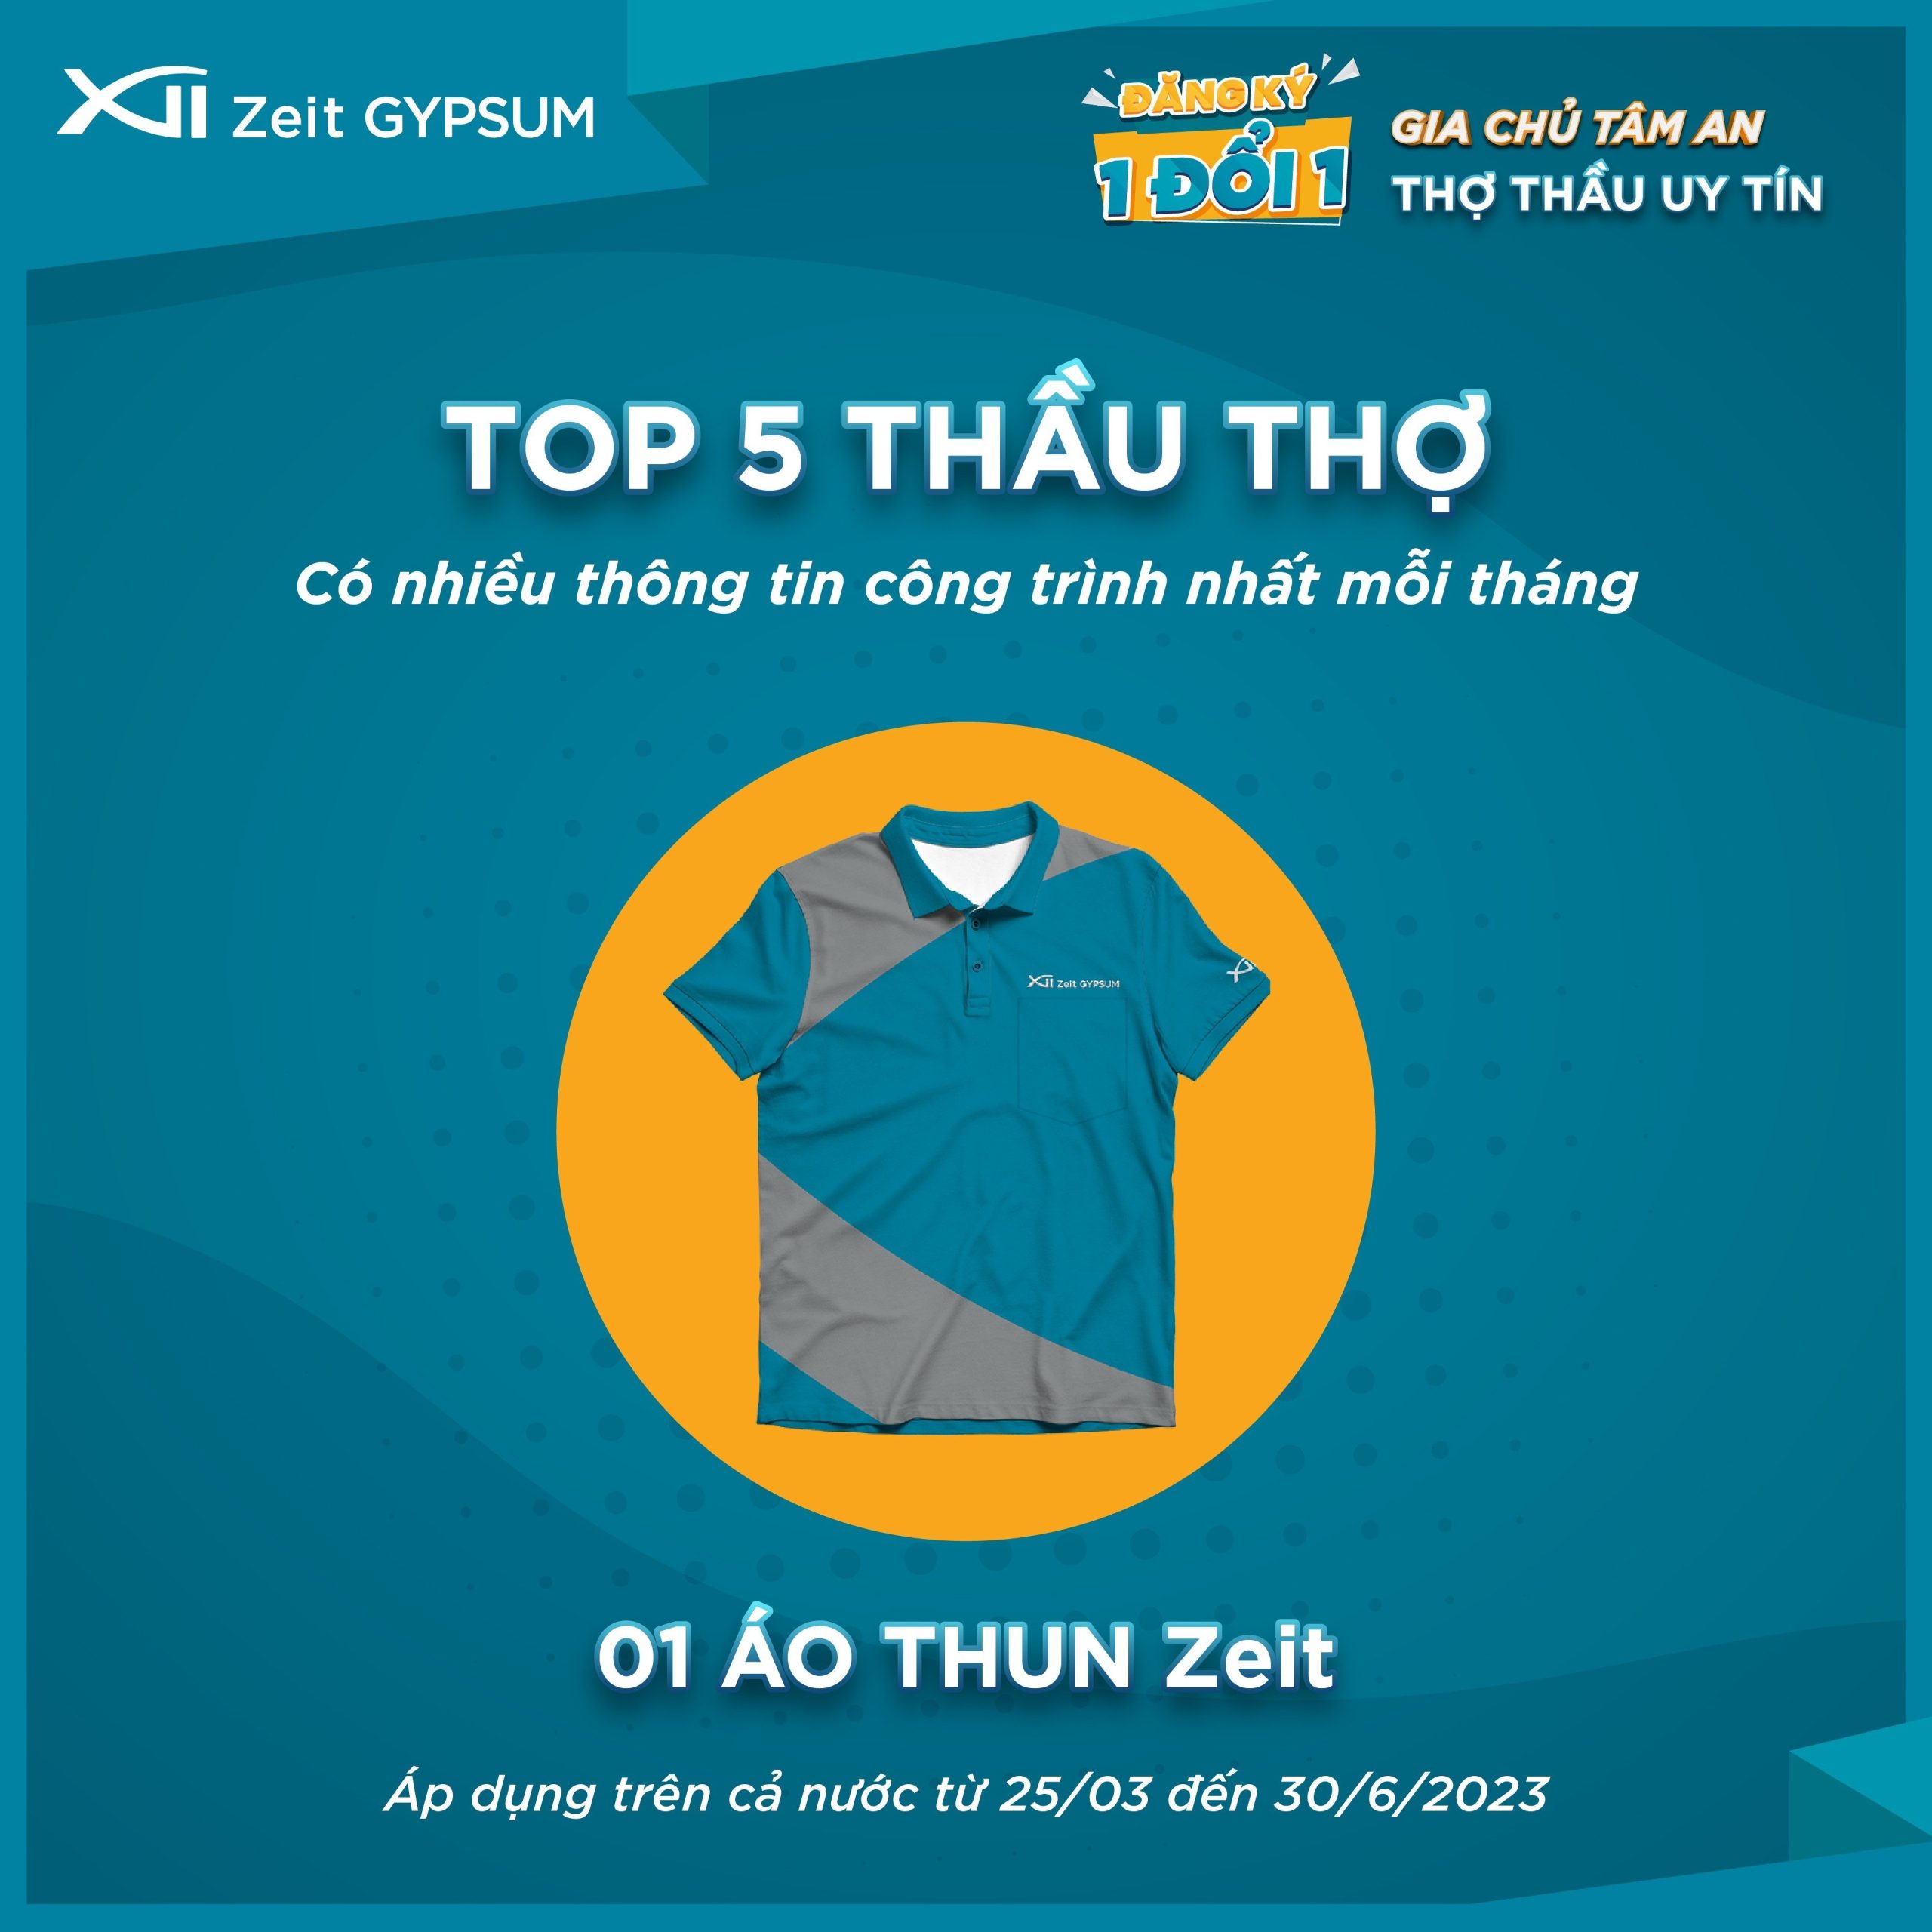 Zeit GYPSUM
ĐĂNG KÝ
1 ĐỔI 1
GIA CHỦ TÂM AN
THỢ THẦU UY TÍN
TOP 5 THẦU THỢ
Có nhiều thông tin công trình nhất mỗi tháng
Zeit GYPSUM
01 ÁO THUN Zeit
Áp dụng trên cả nước từ 25/03 đến 30/6/2023